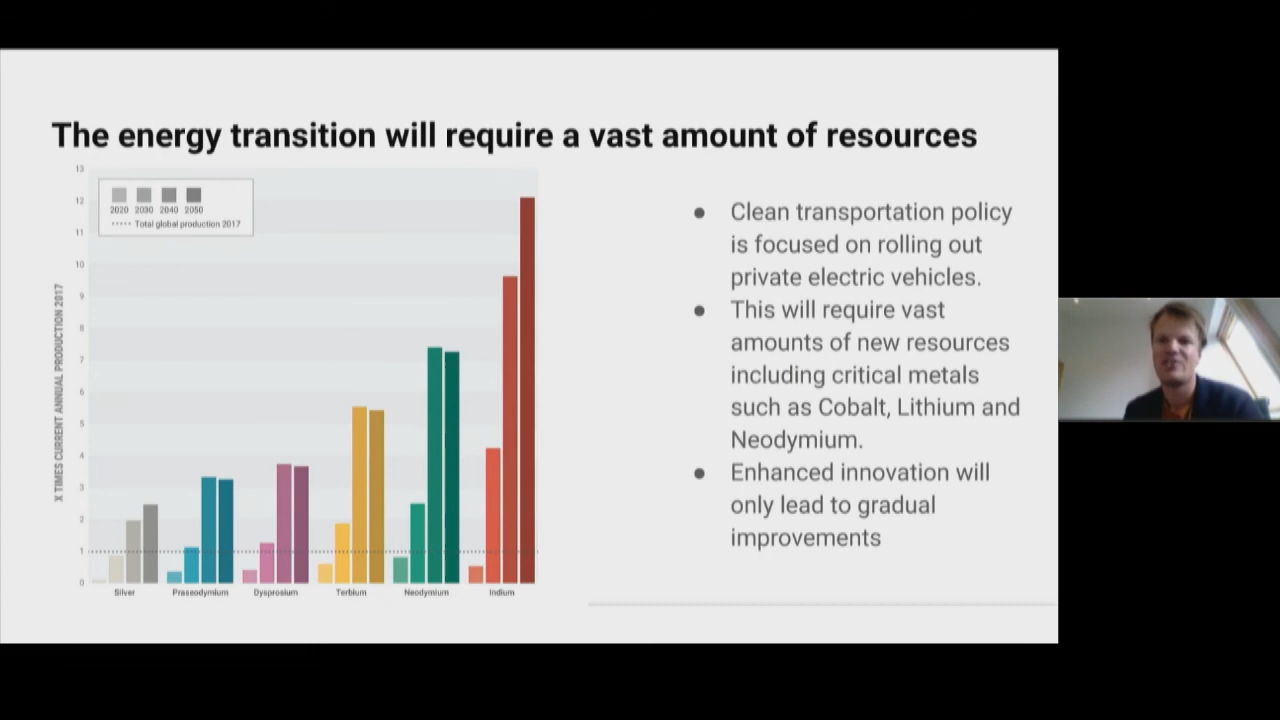 The energy transition will require a vast amount of resources
13
12
11
10
9
8
7
6
5
4
3
2
1
0
X TIMES CURRENT ANNUAL PRODUCTION 2017
2020 2030 2040 2050
Total global production 2017
Silver Praseodymium Dysprosium Terbium Neodymium Indium
● Clean transportation policy
is focused on rolling out
private electric vehicles.
● This will require vast
amounts of new resources
including critical metals
such as Cobalt, Lithium and
Neodymium.
● Enhanced innovation will
only lead to gradual
improvements